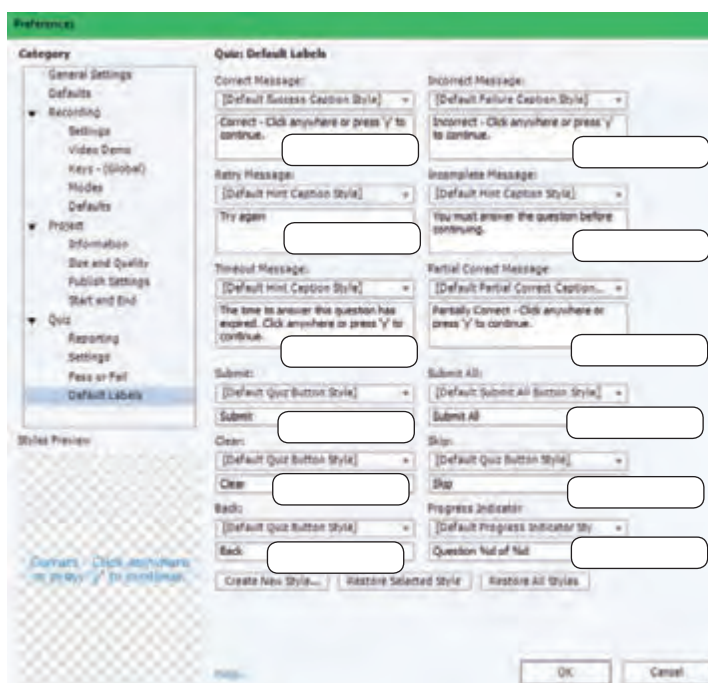 Preferences
Category
General Settings
Defaults
Recording
Settings
Video Demo
Keys - (Global)
Modes
Defaults
Project
Information
Size and Quality
Publish Settings
Start and End
Quiz
Reporting
Settings
Pass or Fail
Default Labels
Styles Preview
Correct - Click anywhere
or press 'y' to continue.
Quiz: Default Labels
Correct Message:
[Default Success Caption Style]
Correct - Click anywhere or press 'y' to
continue.
Incorrect Message:
[Default Failure Caption Style]
Incorrect - Click anywhere or press 'y'
to continue.
Retry Message:
[Default Hint Caption Style]
Try again
Incomplete Message:
[Default Hint Caption Style]
You must answer the question before
continuing.
Timeout Message:
[Default Hint Caption Style]
The time to answer this question has
expired. Click anywhere or press 'y' to
continue.
Partial Correct Message:
[Default Partial Correct Caption...
Partially Correct - Click anywhere or
press 'y' to continue.
Submit:
[Default Quiz Button Style]
Submit
Submit All:
[Default Submit All Button Style]
Submit All
Clear:
[Default Quiz Button Style]
Clear
Skip:
[Default Quiz Button Style]
Skip
Back:
[Default Quiz Button Style]
Back
Progress Indicator
[Default Progress Indicator Sty
Question %d of %d
Create New Style... Restore Selected Style Restore All Styles
Help...
OK Cancel